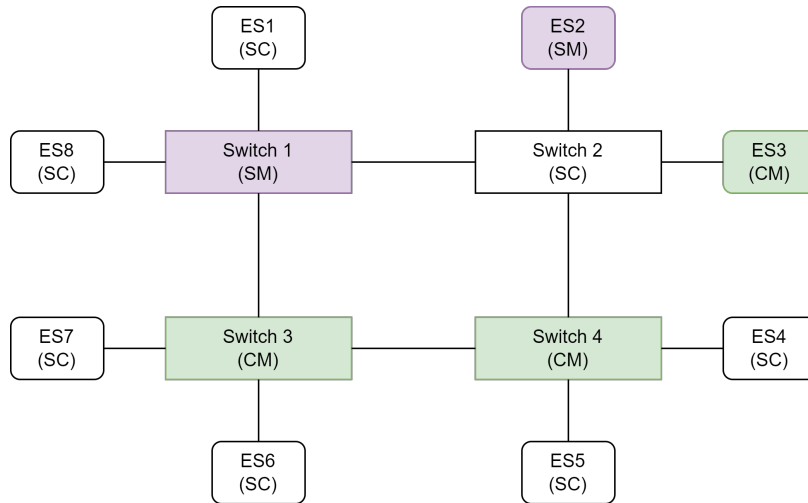 ES1
(SC)
ES2
(SM)
ES8
(SC)
Switch 1
(SM)
Switch 2
(SC)
ES3
(CM)
ES7
(SC)
Switch 3
(CM)
Switch 4
(CM)
ES4
(SC)
ES6
(SC)
ES5
(SC)